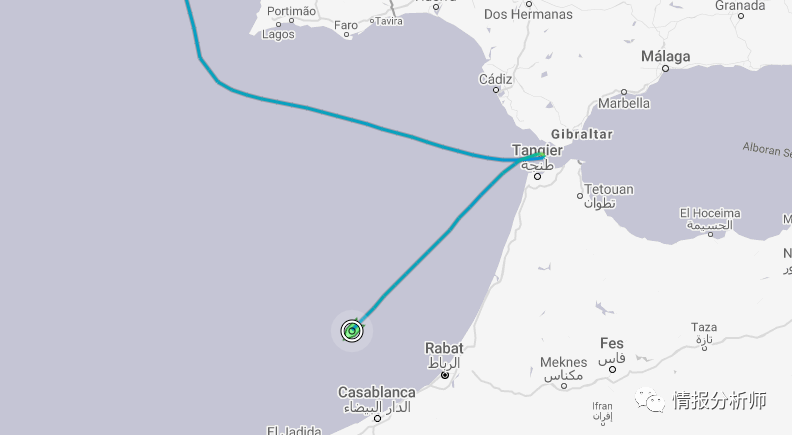 Granada
Portimão
Dos Hermanas
Faro
Tavira
Lagos
Málaga
Cádiz
Marbella
Gibraltar
Alboran Se
Tangier
طنجة
Tetouan
تطوان
El Hoceima
الحسيمة
Taza
تازة
Fes
فاس
Rabat
الرباط
Meknes
مكناس
Casablanca
الدار البيضاء
Ifran
إفران
El Jadida
情报分析师